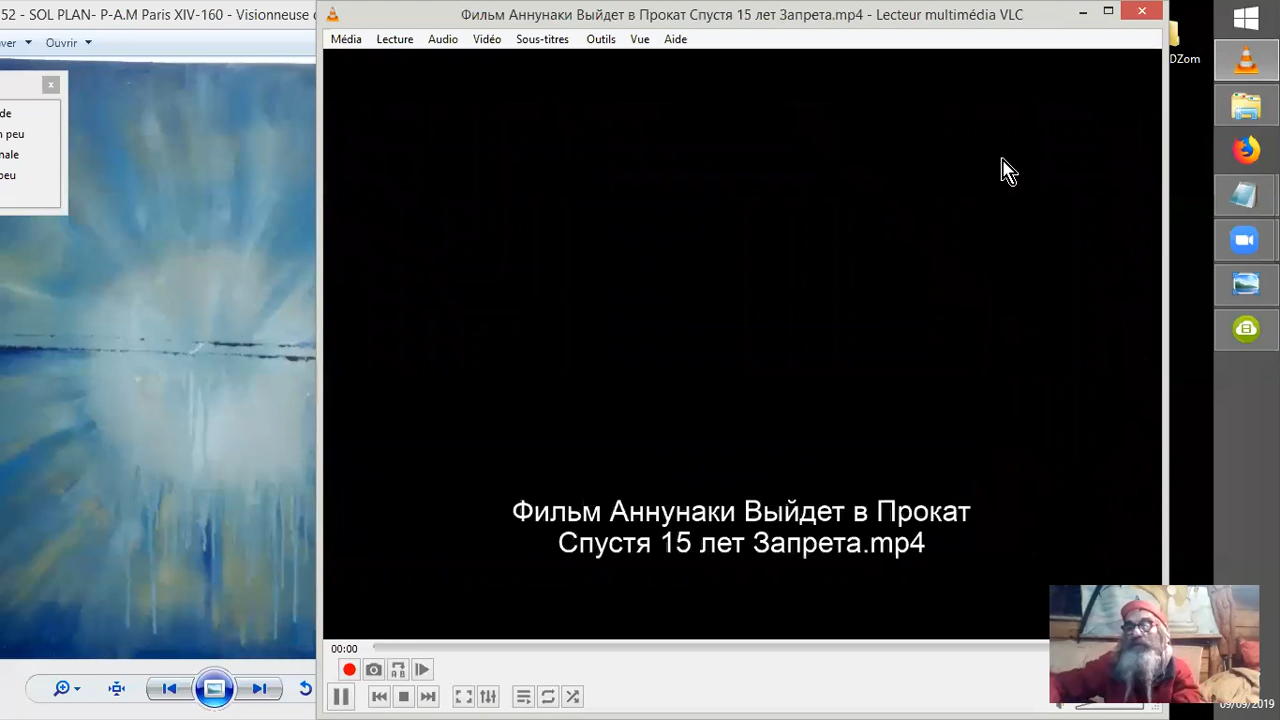 52 - SOL PLAN- P-A.M Paris XIV-160 - Visionneuse
Ouvrir
de
peu
nale
peu
Фильм Аннунаки Выйдет в Прокат Спустя 15 лет Запрета.mp4 - Lecteur multimédia VLC
Média Lecture Audio Vidéo Sous-titres Outils Vue Aide
Фильм Аннунаки Выйдет в Прокат
Спустя 15 лет Запрета.mp4
00:00
A B
DZom
09/09/2019